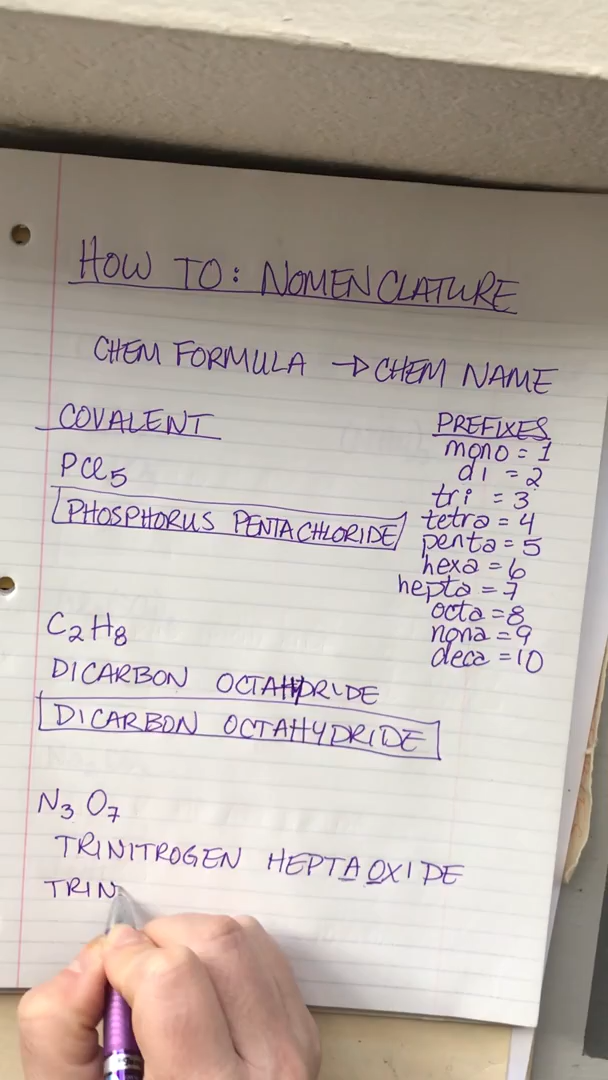 HOW TO: NOMENCLATURE
CHEM FORMULA → CHEM NAME
COVALENT
PCl5
PHOSPHORUS PENTACHLORIDE
C2H8
DICARBON OCTAHDRIDE
DICARBON OCTAHYDRIDE
N3O7
TRINITROGEN HEPTAOXIDE
TRIN
PREFIXES
mono = 1
di = 2
tri = 3
tetra = 4
penta = 5
hexa = 6
hepta = 7
octa = 8
nona = 9
deca = 10